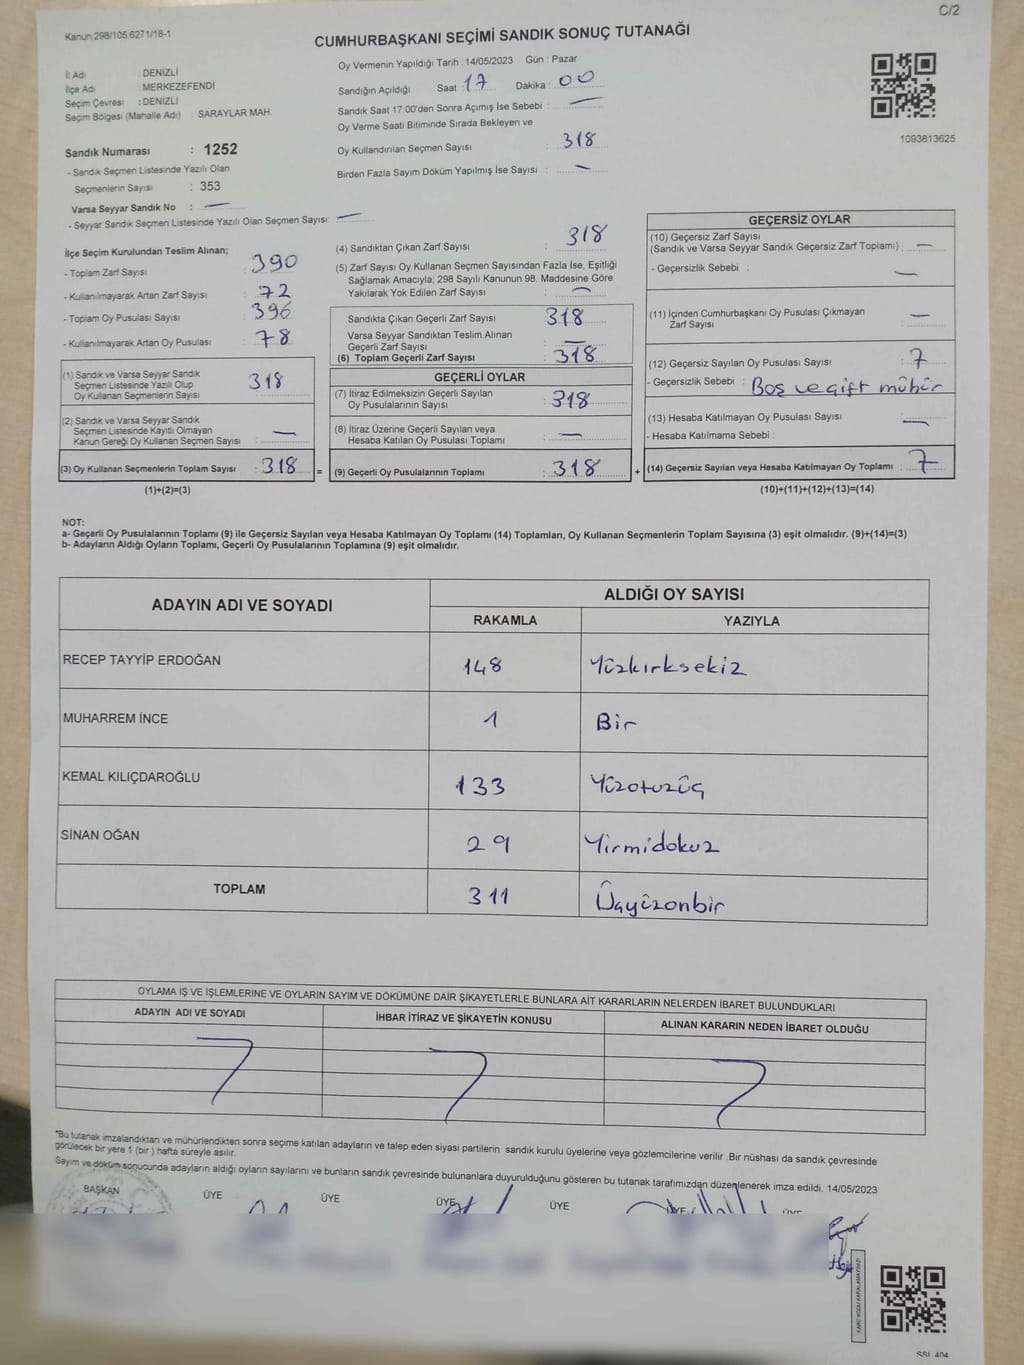 C/2
Kanun 298/105,6271/18-1
CUMHURBAŞKANI SEÇİMİ SANDIK SONUÇ TUTANAĞI
İl Adı : DENİZLİ
İlçe Adı : MERKEZEFENDİ
Seçim Çevresi : DENİZLİ
Seçim Bölgesi (Mahalle Adı) : SARAYLAR MAH.
Sandık Numarası : 1252
- Sandık Seçmen Listesinde Yazılı Olan
Seçmenlerin Sayısı : 353
Varsa Seyyar Sandık No : —
- Seyyar Sandık Seçmen Listesinde Yazılı Olan Seçmen Sayısı: —
Oy Vermenin Yapıldığı Tarih : 14/05/2023 Gün : Pazar
Sandığın Açıldığı Saat : 17 Dakika : 00
Sandık Saat 17:00'den Sonra Açımış İse Sebebi : —
Oy Verme Saati Bitiminde Sırada Bekleyen ve
Oy Kullandırılan Seçmen Sayısı : 318
Birden Fazla Sayım Döküm Yapılmış İse Sayısı : —
1093813625
İlçe Seçim Kurulundan Teslim Alınan;
- Toplam Zarf Sayısı : 390
- Kullanılmayarak Artan Zarf Sayısı : 72
- Toplam Oy Pusulası Sayısı : 396
- Kullanılmayarak Artan Oy Pusulası : 78
(1) Sandık ve Varsa Seyyar Sandık
Seçmen Listesinde Yazılı Olup
Oy Kullanan Seçmenlerin Sayısı : 318
(2) Sandık ve Varsa Seyyar Sandık
Seçmen Listesinde Kayıtlı Olmayan
Kanun Gereği Oy Kullanan Seçmen Sayısı : —
(3) Oy Kullanan Seçmenlerin Toplam Sayısı : 318 =
(1)+(2)=(3)
(4) Sandıktan Çıkan Zarf Sayısı : 318
(5) Zarf Sayısı Oy Kullanan Seçmen Sayısından Fazla İse, Eşitliği
Sağlamak Amacıyla; 298 Sayılı Kanunun 98. Maddesine Göre
Yakılarak Yok Edilen Zarf Sayısı : —
Sandıkta Çıkan Geçerli Zarf Sayısı : 318
Varsa Seyyar Sandıktan Teslim Alınan
Geçerli Zarf Sayısı : —
(6) Toplam Geçerli Zarf Sayısı : 318
GEÇERLİ OYLAR
(7) İtiraz Edilmeksizin Geçerli Sayılan
Oy Pusulalarının Sayısı : 318
(8) İtiraz Üzerine Geçerli Sayılan veya
Hesaba Katılan Oy Pusulası Toplamı : —
(9) Geçerli Oy Pusulalarının Toplamı : 318 +
GEÇERSİZ OYLAR
(10) Geçersiz Zarf Sayısı
(Sandık ve Varsa Seyyar Sandık Geçersiz Zarf Toplamı) : —
- Geçersizlik Sebebi : —
(11) İçinden Cumhurbaşkanı Oy Pusulası Çıkmayan
Zarf Sayısı : —
(12) Geçersiz Sayılan Oy Pusulası Sayısı : 7
- Geçersizlik Sebebi : Boş ve çift mühür
(13) Hesaba Katılmayan Oy Pusulası Sayısı : —
- Hesaba Katılmama Sebebi :
(14) Geçersiz Sayılan veya Hesaba Katılmayan Oy Toplamı : 7
(10)+(11)+(12)+(13)=(14)
NOT:
a- Geçerli Oy Pusulalarının Toplamı (9) ile Geçersiz Sayılan veya Hesaba Katılmayan Oy Toplamı (14) Toplamları, Oy Kullanan Seçmenlerin Toplam Sayısına (3) eşit olmalıdır. (9)+(14)=(3)
b- Adayların Aldığı Oyların Toplamı, Geçerli Oy Pusulalarının Toplamına (9) eşit olmalıdır.
ADAYIN ADI VE SOYADI ALDIĞI OY SAYISI
RAKAMLA YAZIYLA
RECEP TAYYİP ERDOĞAN 148 Yüzkırksekiz
MUHARREM İNCE 1 Bir
KEMAL KILIÇDAROĞLU 133 Yüzotuzüç
SİNAN OĞAN 29 Yirmidokuz
TOPLAM 311 Üçyüzonbir
OYLAMA İŞ VE İŞLEMLERİNE VE OYLARIN SAYIM VE DÖKÜMÜNE DAİR ŞİKAYETLERLE BUNLARA AİT KARARLARIN NELERDEN İBARET BULUNDUKLARI
ADAYIN ADI VE SOYADI İHBAR İTİRAZ VE ŞİKAYETİN KONUSU ALINAN KARARIN NEDEN İBARET OLDUĞU
*Bu tutanak imzalandıktan ve mühürlendikten sonra seçime katılan adayların ve talep eden siyasi partilerin sandık kurulu üyelerine veya gözlemcilerine verilir. Bir nüshası da sandık çevresinde
görülecek bir yere 1 (bir) hafta süreyle asılır.
Sayım ve döküm sonucunda adayların aldığı oyların sayılarını ve bunların sandık çevresinde bulunanlara duyurulduğunu gösteren bu tutanak tarafımızdan düzenlenerek imza edildi. 14/05/2023
BAŞKAN ÜYE ÜYE ÜYE ÜYE ÜYE ÜYE
KARE KODU KARALAMAYINIZ!